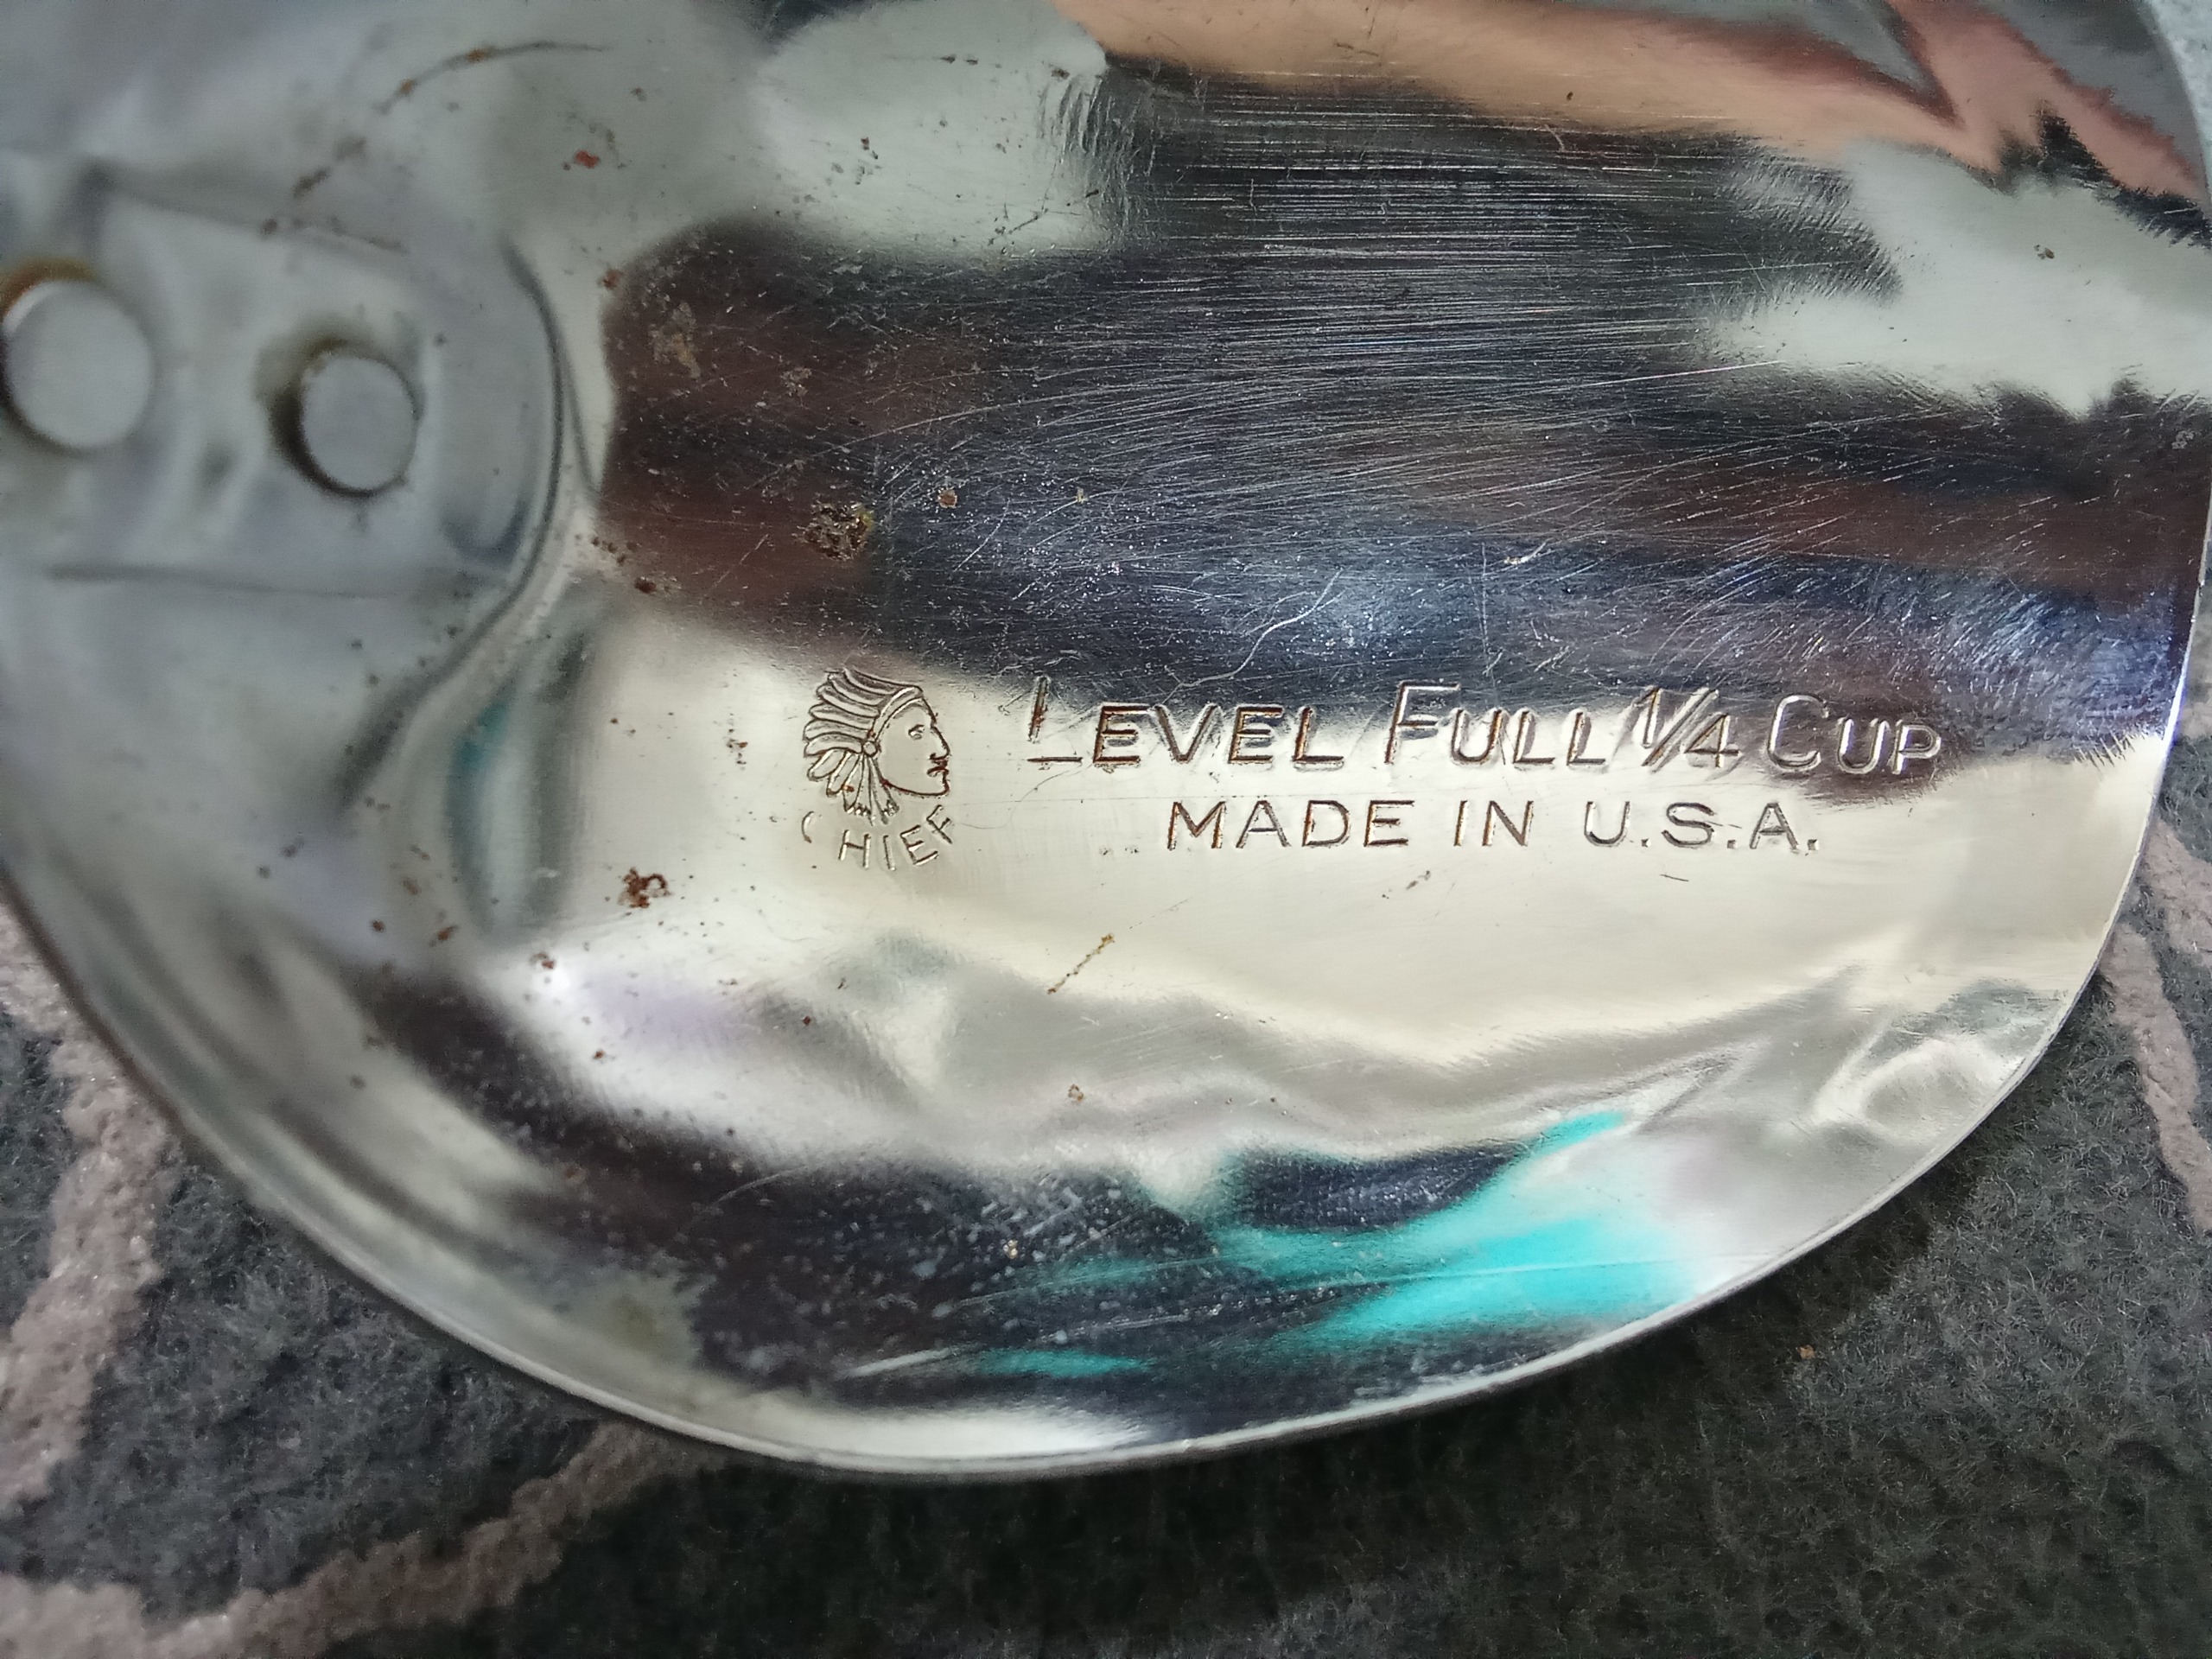 LEVEL FULL 1/4 CUP
MADE IN U.S.A.
CHIEF